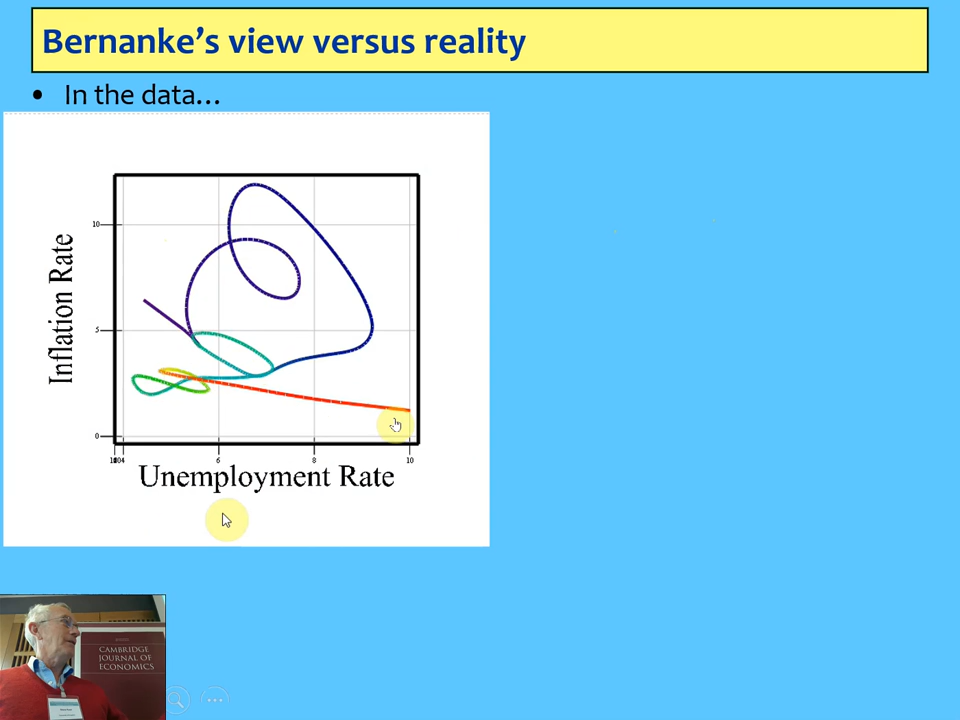 Bernanke’s view versus reality
• In the data…
Inflation Rate
10
5
0
6
8
10
Unemployment Rate
CAMBRIDGE
JOURNAL OF
ECONOMICS